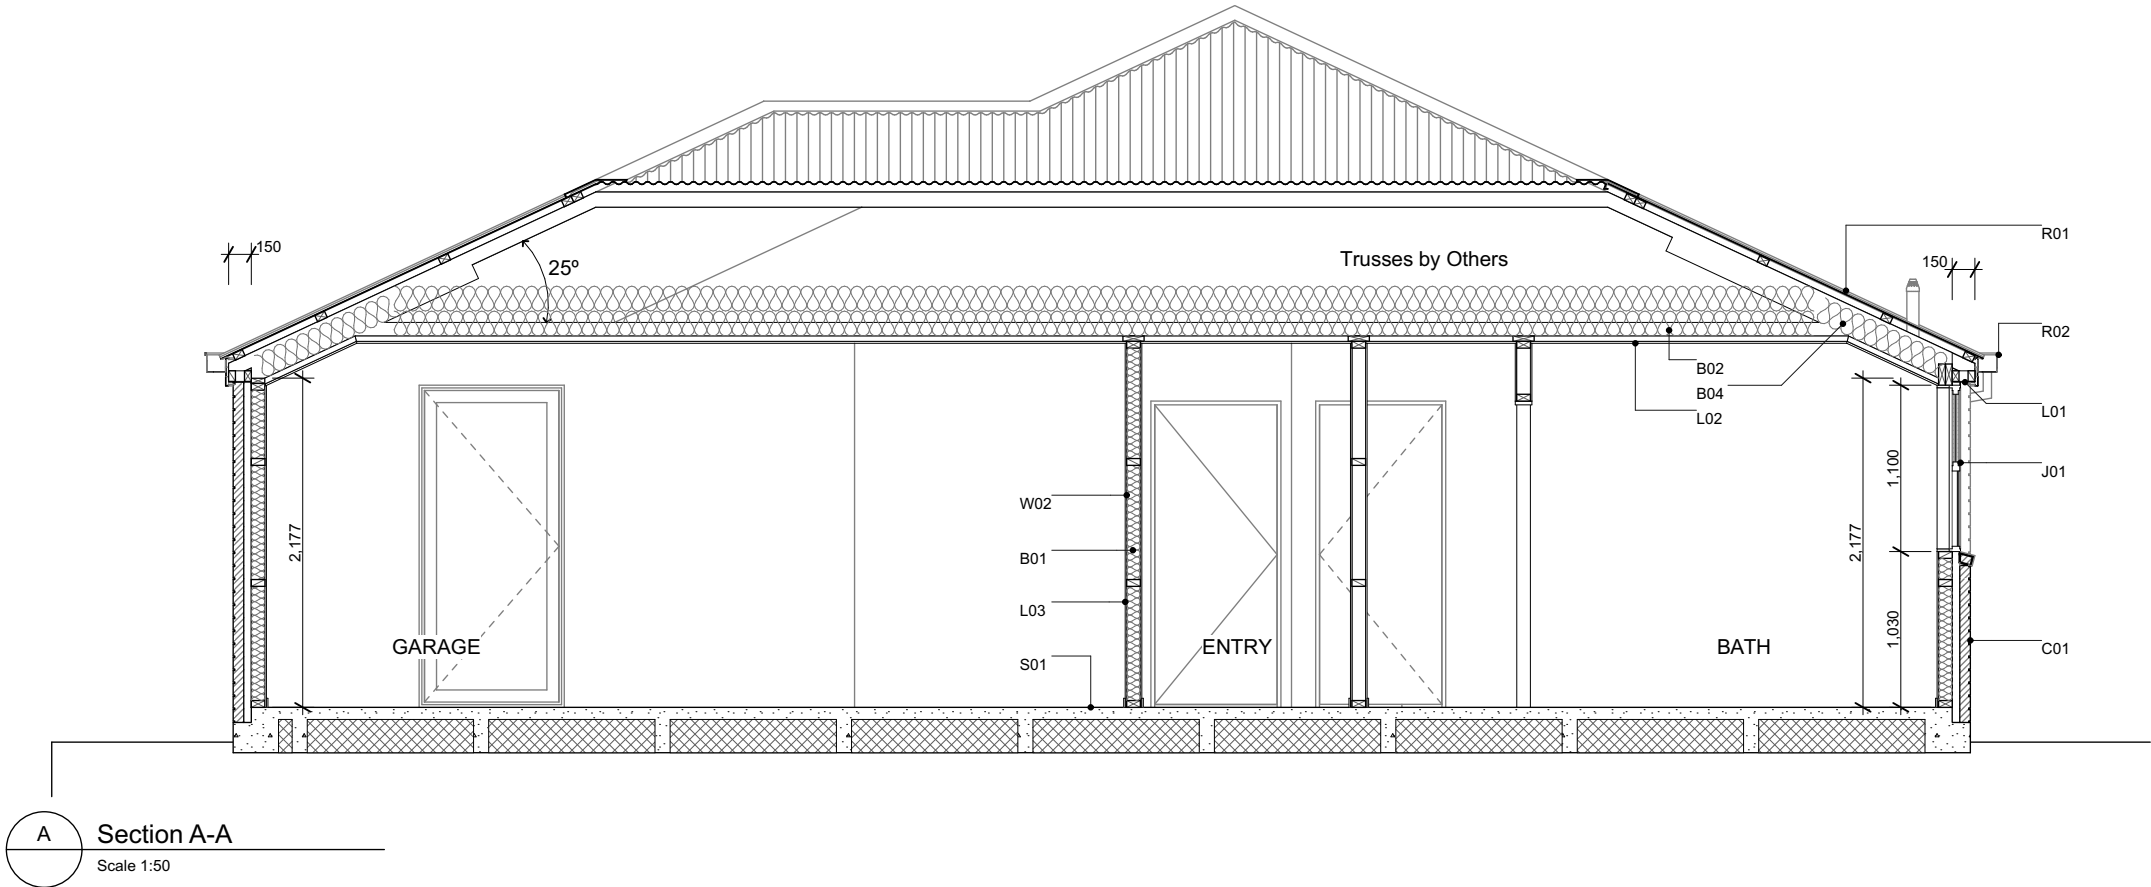 R01
150
150
25º
Trusses by Others
R02
B02
B04
L02
L01
J01
1,100
W02
2,177
2,177
B01
L03
1,030
GARAGE
ENTRY
BATH
C01
S01
A
Section A-A
Scale 1:50